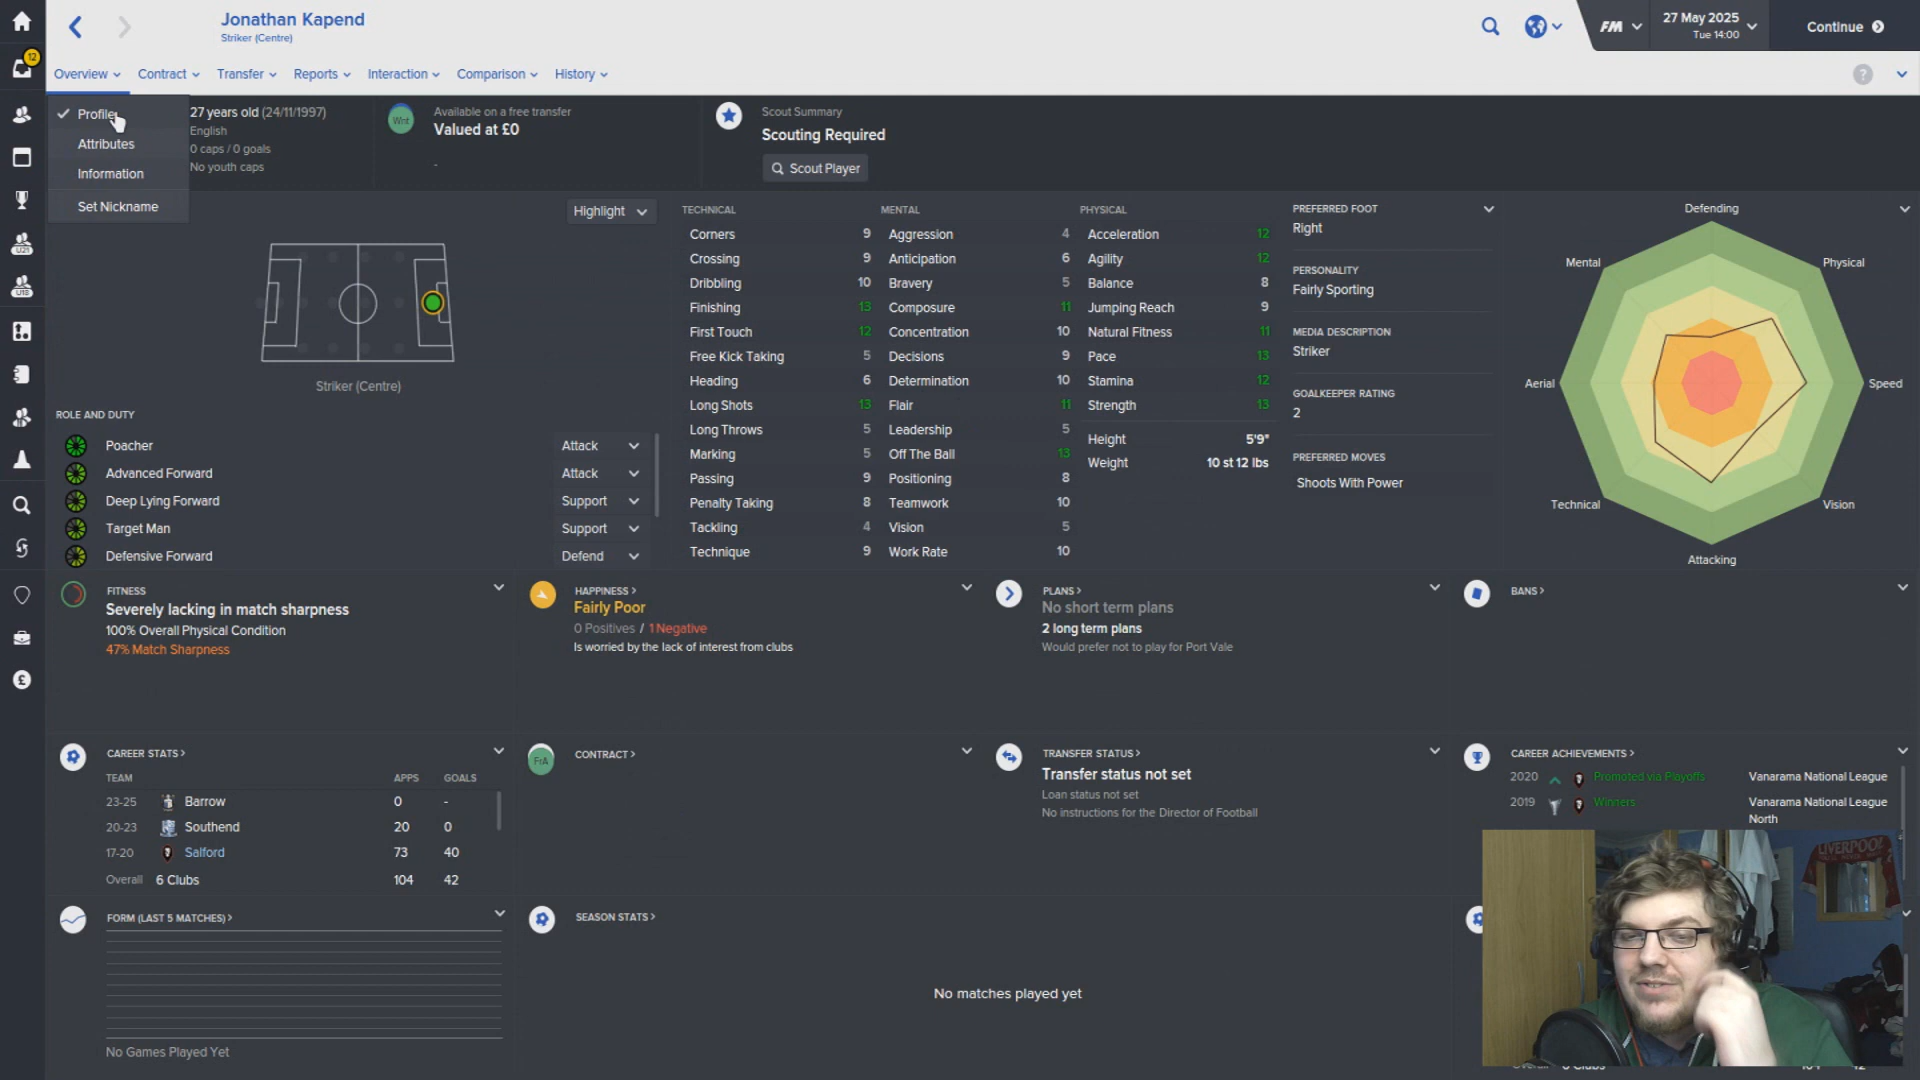 Jonathan Kapend
Striker (Centre)
FM
27 May 2025
Tue 14:00
Continue
12
Overview
Contract
Transfer
Reports
Interaction
Comparison
History
?
Profile
Attributes
Information
Set Nickname
27 years old (24/11/1997)
English
0 caps / 0 goals
No youth caps
Wnt
Available on a free transfer
Valued at £0
-
Scout Summary
Scouting Required
Scout Player
Highlight
Striker (Centre)
ROLE AND DUTY
Poacher Attack
Advanced Forward Attack
Deep Lying Forward Support
Target Man Support
Defensive Forward Defend
TECHNICAL
Corners 9
Crossing 9
Dribbling 10
Finishing 13
First Touch 12
Free Kick Taking 5
Heading 6
Long Shots 13
Long Throws 5
Marking 5
Passing 9
Penalty Taking 8
Tackling 4
Technique 9
MENTAL
Aggression 4
Anticipation 6
Bravery 5
Composure 11
Concentration 10
Decisions 9
Determination 10
Flair 11
Leadership 5
Off The Ball 13
Positioning 8
Teamwork 10
Vision 5
Work Rate 10
PHYSICAL
Acceleration 12
Agility 12
Balance 8
Jumping Reach 9
Natural Fitness 11
Pace 13
Stamina 12
Strength 13
Height 5'9"
Weight 10 st 12 lbs
PREFERRED FOOT
Right
PERSONALITY
Fairly Sporting
MEDIA DESCRIPTION
Striker
GOALKEEPER RATING
2
PREFERRED MOVES
Shoots With Power
Defending
Physical
Speed
Vision
Attacking
Technical
Aerial
Mental
FITNESS
Severely lacking in match sharpness
100% Overall Physical Condition
47% Match Sharpness
HAPPINESS >
Fairly Poor
0 Positives / 1 Negative
Is worried by the lack of interest from clubs
PLANS >
No short term plans
2 long term plans
Would prefer not to play for Port Vale
BANS >
CAREER STATS >
TEAM APPS GOALS
23-25 Barrow 0 -
20-23 Southend 20 0
17-20 Salford 73 40
Overall 6 Clubs 104 42
FrA
CONTRACT >
TRANSFER STATUS >
Transfer status not set
Loan status not set
No instructions for the Director of Football
CAREER ACHIEVEMENTS >
2020 Promoted via Playoffs Vanarama National League
2019 Winners Vanarama National League
North
FORM (LAST 5 MATCHES) >
No Games Played Yet
SEASON STATS >
No matches played yet
LIVERPOOL
U21
U18